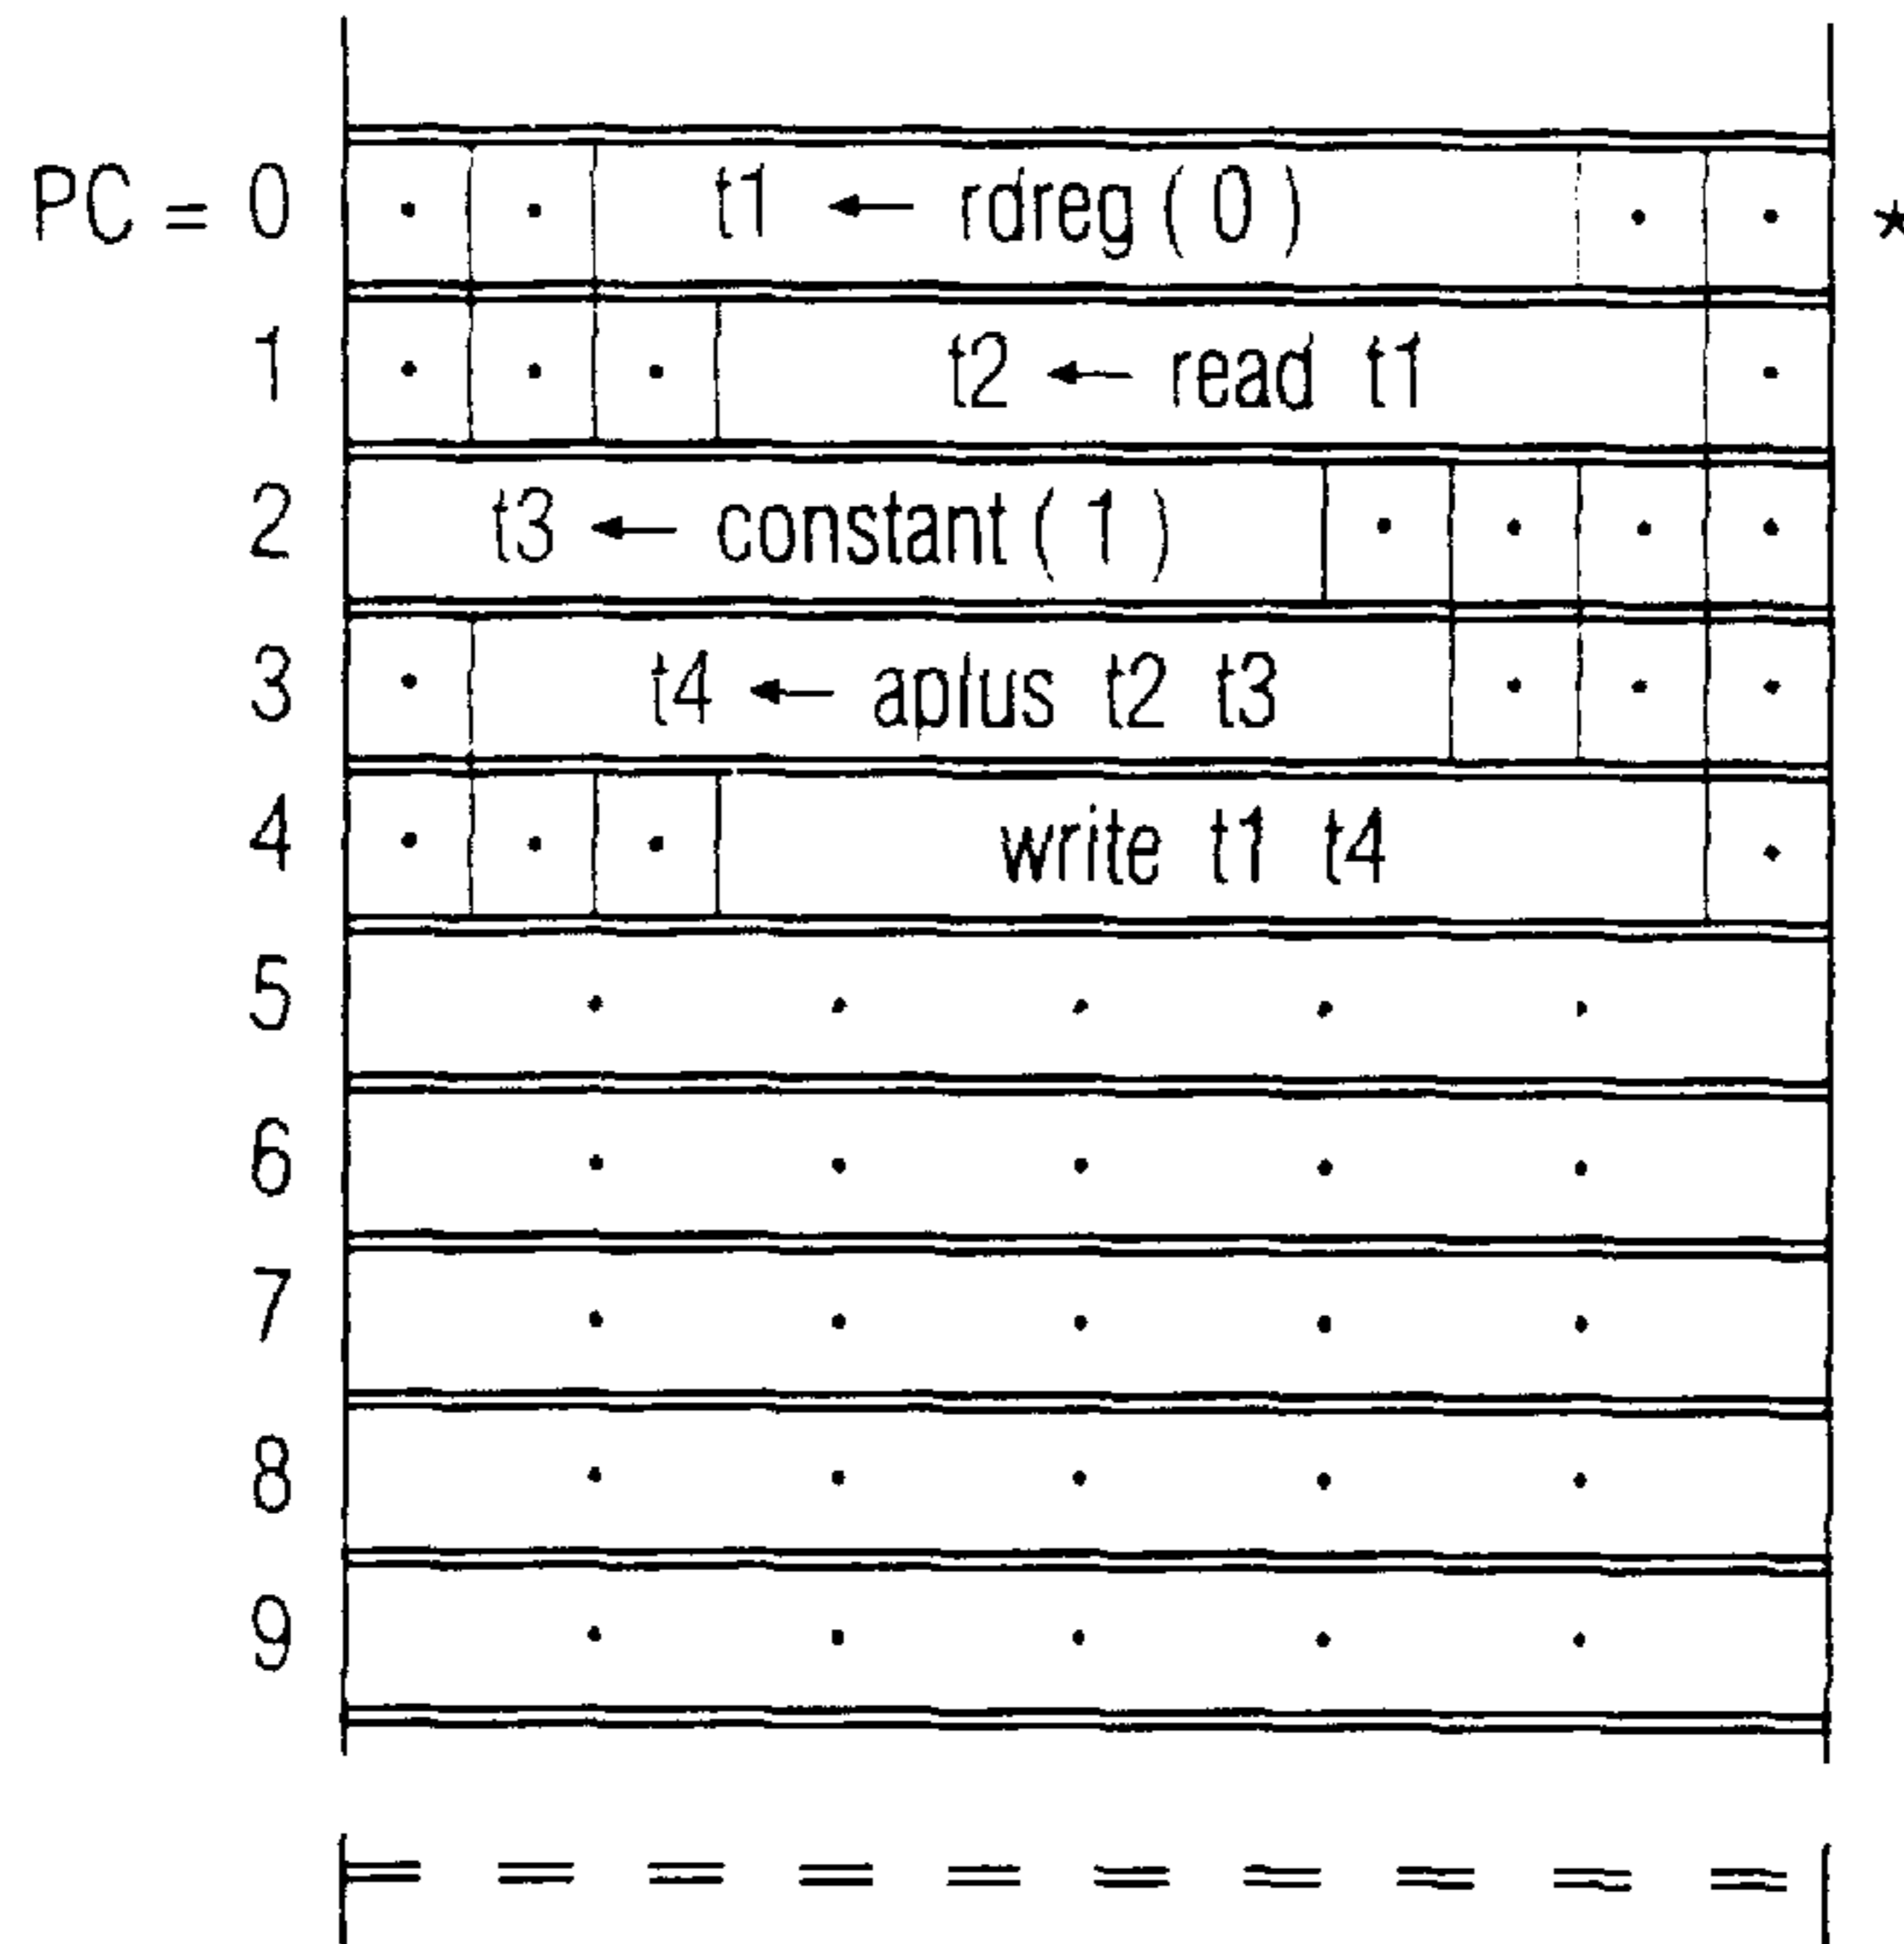 PC = 0 t1 ← rdreg ( 0 ) *
1 t2 ← read t1
2 t3 ← constant ( 1 )
3 t4 ← aplus t2 t3
4 write t1 t4
5
6
7
8
9